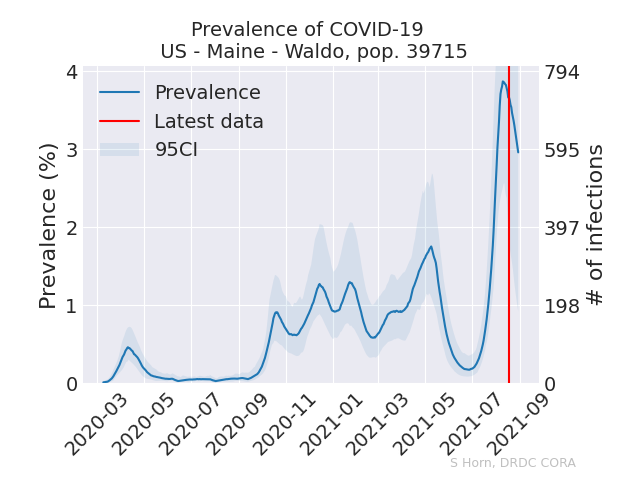 Prevalence of COVID-19
US - Maine - Waldo, pop. 39715
Prevalence (%)
4
3
2
1
0
Prevalence
Latest data
95CI
794
595
397
198
0
# of infections
2020-03
2020-05
2020-07
2020-09
2020-11
2021-01
2021-03
2021-05
2021-07
2021-09
S Horn, DRDC CORA